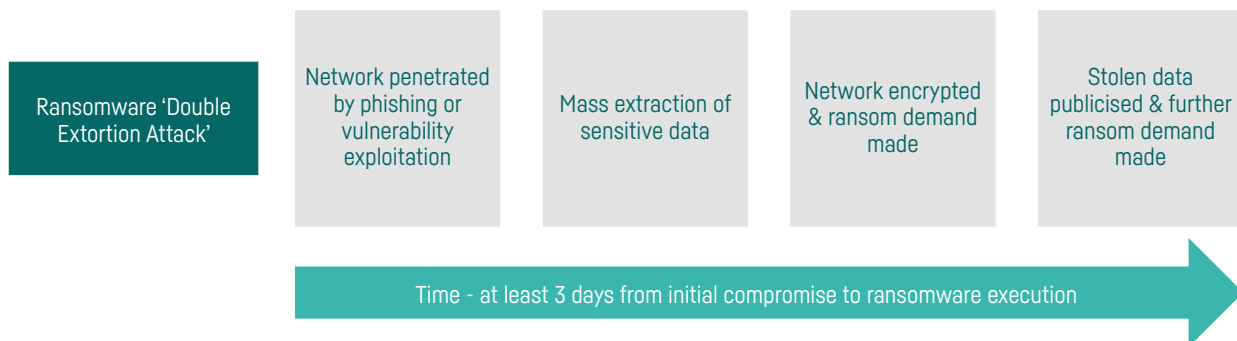 Ransomware ‘Double
Extortion Attack’
Network penetrated
by phishing or
vulnerability
exploitation
Mass extraction of
sensitive data
Network encrypted
& ransom demand
made
Stolen data
publicised & further
ransom demand
made
Time - at least 3 days from initial compromise to ransomware execution